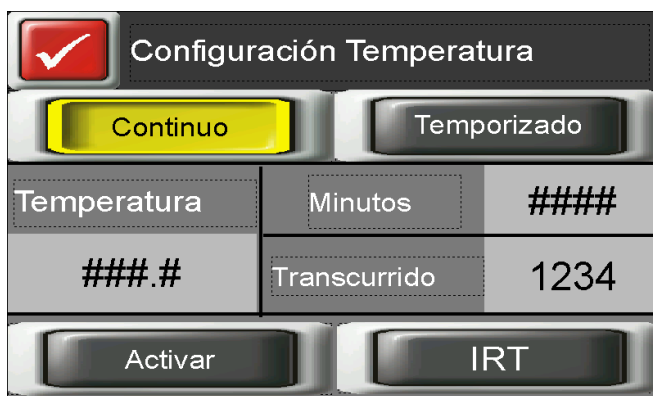 Configuración Temperatura
Continuo
Temporizado
Temperatura
Minutos
####
###.#
Transcurrido
1234
Activar
IRT